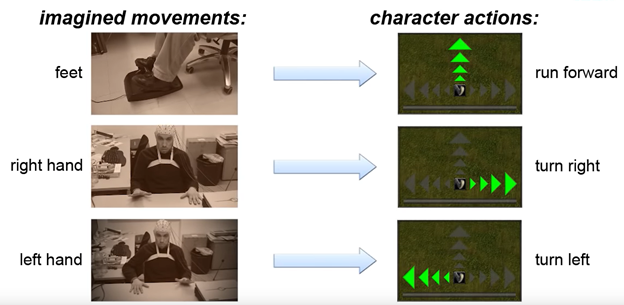 imagined movements:
character actions:
feet
run forward
right hand
turn right
left hand
turn left